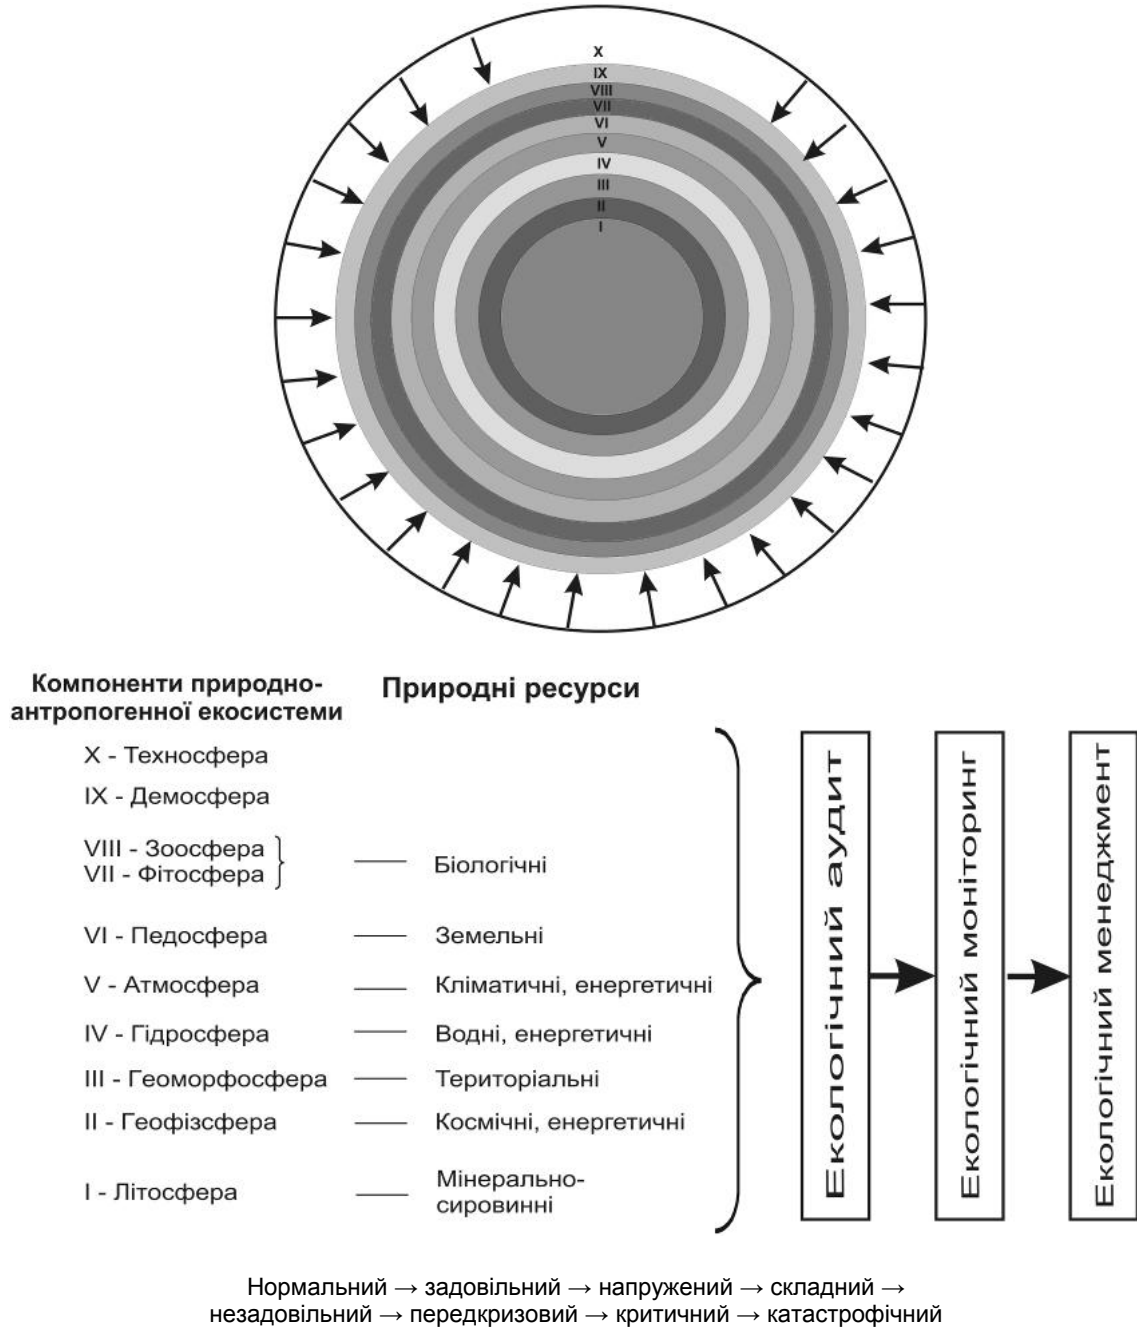 X
IX
VIII
VII
VI
V
IV
III
II
I
Компоненти природно-
антропогенної екосистеми
Природні ресурси
X - Техносфера
IX - Демосфера
VIII - Зоосфера
VII - Фітосфера
Біологічні
VI - Педосфера
Земельні
V - Атмосфера
Кліматичні, енергетичні
IV - Гідросфера
Водні, енергетичні
III - Геоморфосфера
Територіальні
II - Геофізсфера
Космічні, енергетичні
I - Літосфера
Мінерально-
сировинні
Екологічний аудит
Екологічний моніторинг
Екологічний менеджмент
Нормальний → задовільний → напружений → складний →
незадовільний → передкризовий → критичний → катастрофічний